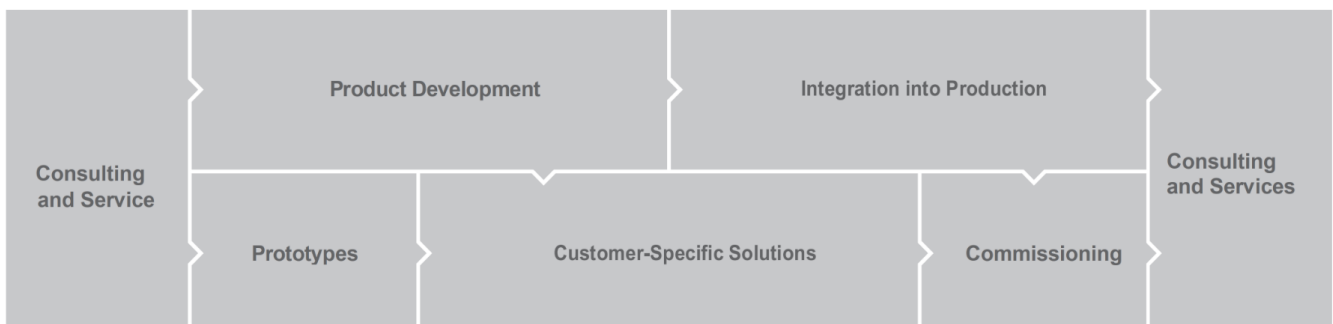 Consulting
and Service
Product Development
Integration into Production
Prototypes
Customer-Specific Solutions
Commissioning
Consulting
and Services